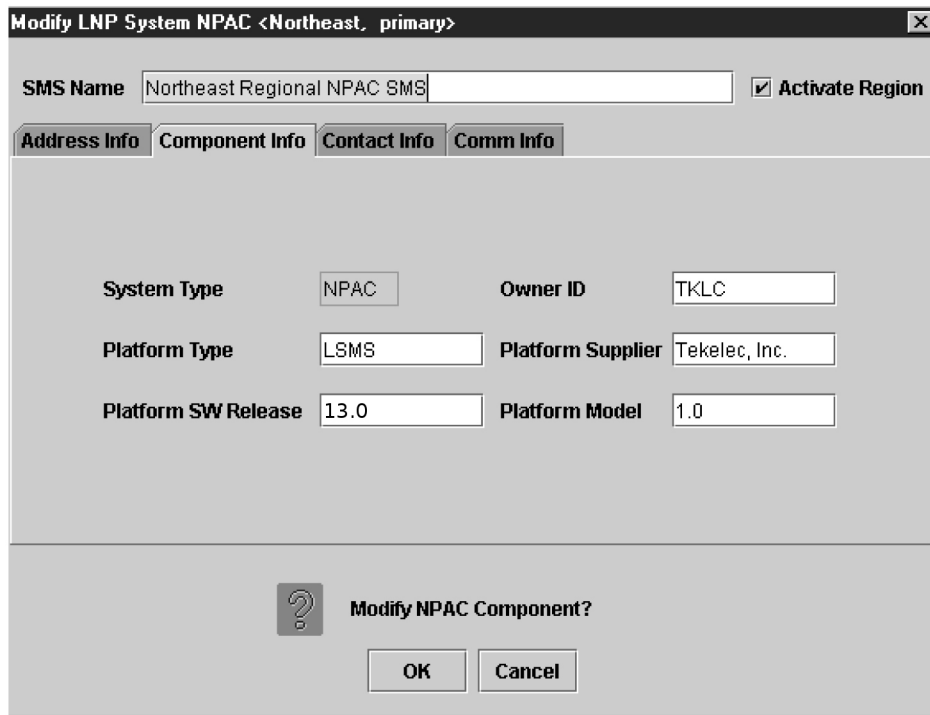 Modify LNP System NPAC <Northeast, primary>
SMS Name Northeast Regional NPAC SMS Activate Region
Address Info Component Info Contact Info Comm Info
System Type NPAC Owner ID TKLC
Platform Type LSMS Platform Supplier Tekelec, Inc.
Platform SW Release 13.0 Platform Model 1.0
Modify NPAC Component?
OK Cancel